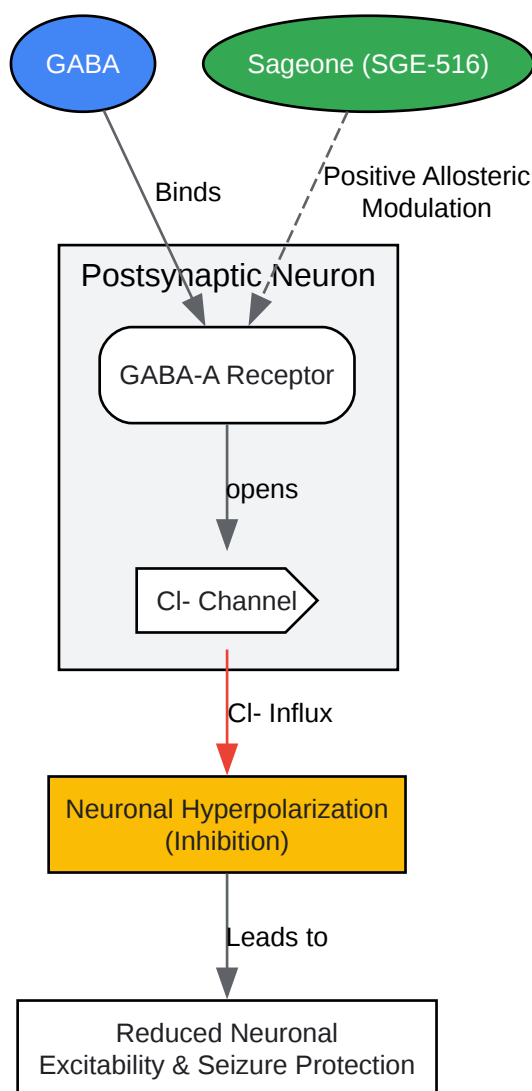 GABA
Sageone (SGE-516)
Binds
Positive Allosteric
Modulation
Postsynaptic Neuron
GABA-A Receptor
opens
Cl- Channel
Cl- Influx
Neuronal Hyperpolarization
(Inhibition)
Leads to
Reduced Neuronal
Excitability & Seizure Protection